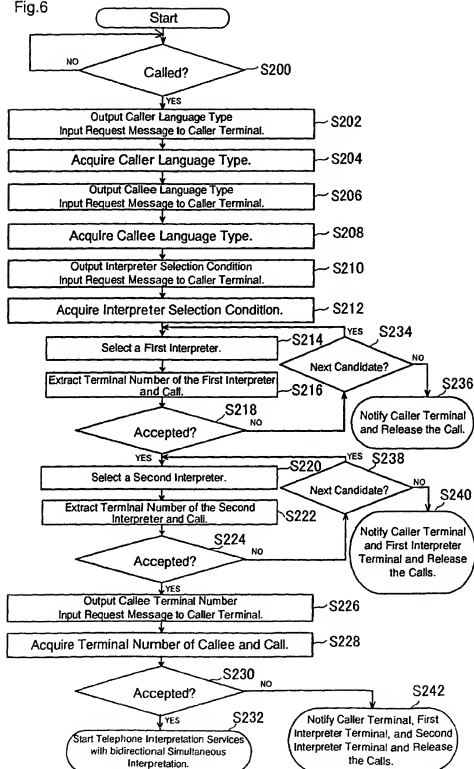 Fig.6
Start
NO
Called?
S200
YES
Output Caller Language Type
Input Request Message to Caller Terminal.
S202
Acquire Caller Language Type.
S204
Output Callee Language Type
Input Request Message to Caller Terminal.
S206
Acquire Callee Language Type.
S208
Output Interpreter Selection Condition
Input Request Message to Caller Terminal.
S210
Acquire Interpreter Selection Condition.
S212
YES
S234
S214
Select a First Interpreter.
Next Candidate?
NO
S236
Extract Terminal Number of the First Interpreter
and Call.
S216
Notify Caller Terminal
and Release the Call.
S218
Accepted?
NO
YES
YES
S238
S220
Select a Second Interpreter.
Next Candidate?
NO
S240
Extract Terminal Number of the Second
Interpreter and Call.
S222
Notify Caller Terminal
and First Interpreter
Terminal and Release
the Calls.
S224
Accepted?
NO
YES
Output Callee Terminal Number
Input Request Message to Caller Terminal.
S226
Acquire Terminal Number of Callee and Call.
S228
S230
Accepted?
NO
YES
S232
S242
Start Telephone Interpretation Services
with bidirectional Simultaneous
Interpretation.
Notify Caller Terminal, First
Interpreter Terminal, and Second
Interpreter Terminal and Release
the Calls.